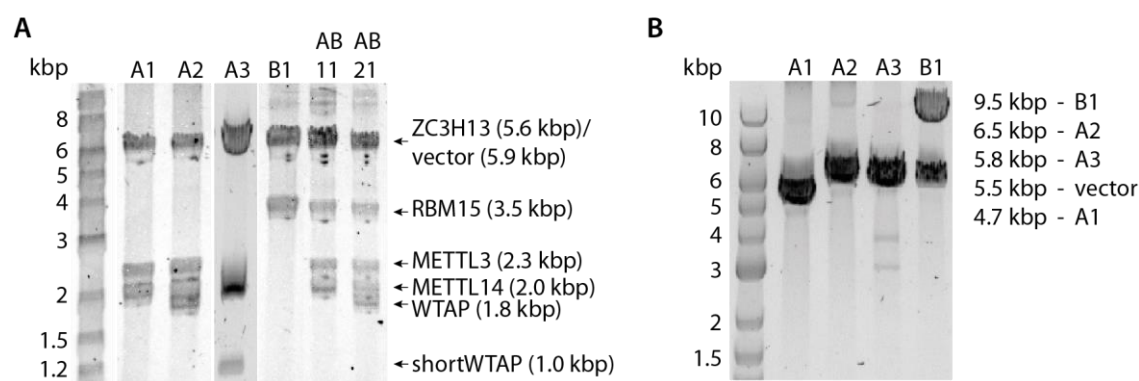 A
kbp
A1
A2
A3
B1
AB
11
AB
21
8
6
5
4
3
2
1.5
1.2
ZC3H13 (5.6 kbp)/
vector (5.9 kbp)
RBM15 (3.5 kbp)
METTL3 (2.3 kbp)
METTL14 (2.0 kbp)
WTAP (1.8 kbp)
shortWTAP (1.0 kbp)
B
kbp
A1
A2
A3
B1
10
8
6
5
4
3
2
1.5
9.5 kbp - B1
6.5 kbp - A2
5.8 kbp - A3
5.5 kbp - vector
4.7 kbp - A1